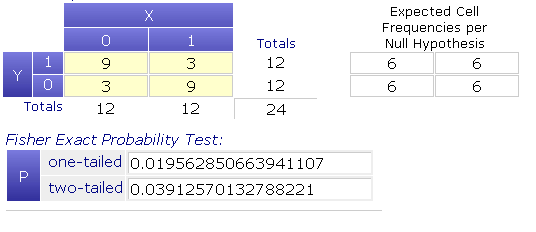 X
0 1 Totals
Y 1 9 3 12
0 3 9 12
Totals 12 12 24
Expected Cell
Frequencies per
Null Hypothesis
6 6
6 6
Fisher Exact Probability Test:
P one-tailed 0.019562850663941107
two-tailed 0.03912570132788221